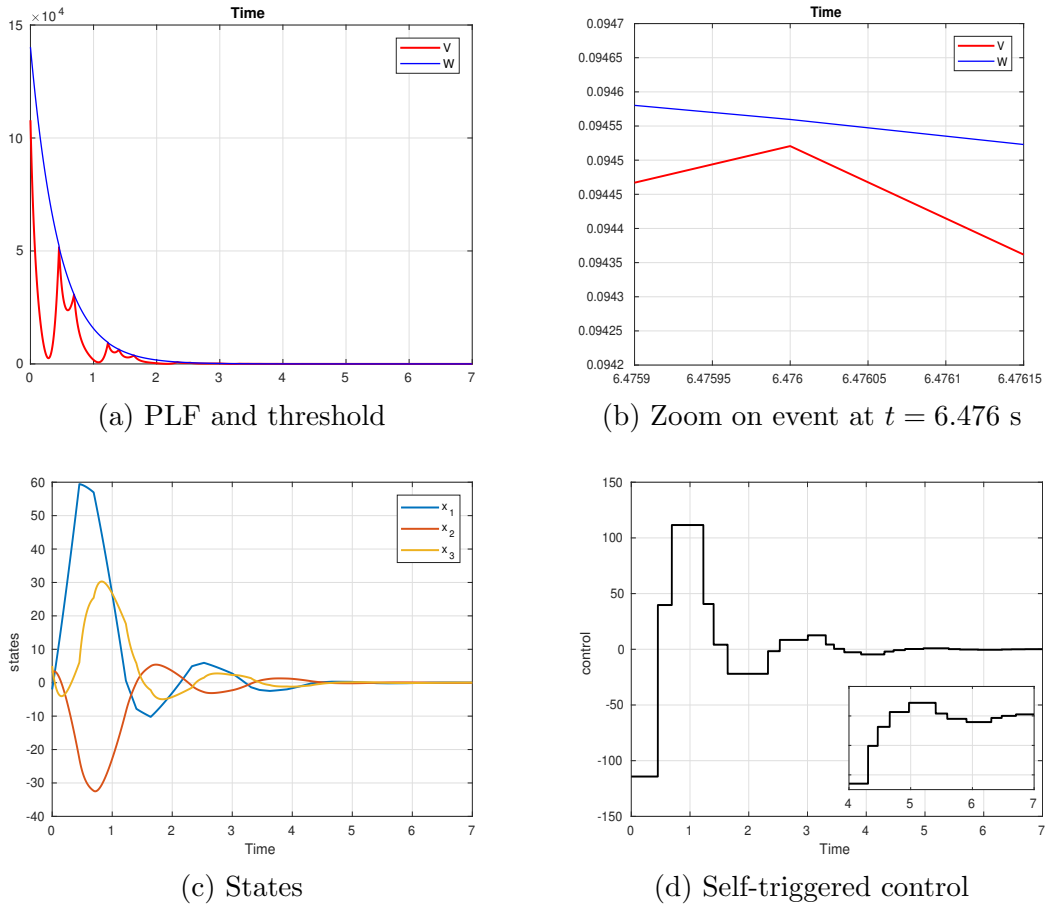 ×10⁴
Time
15
10
5
0
0 1 2 3 4 5 6 7
V
W
(a) PLF and threshold
Time
0.0947
0.09465
0.0946
0.09455
0.0945
0.09445
0.0944
0.09435
0.0943
0.09425
0.0942
6.4759 6.47595 6.476 6.47605 6.4761 6.47615
V
W
(b) Zoom on event at t = 6.476 s
60
50
40
30
20
10
0
-10
-20
-30
-40
states
0 1 2 3 4 5 6 7
Time
x₁
x₂
x₃
(c) States
150
100
50
0
-50
-100
-150
control
0 1 2 3 4 5 6 7
Time
4 5 6 7
(d) Self-triggered control